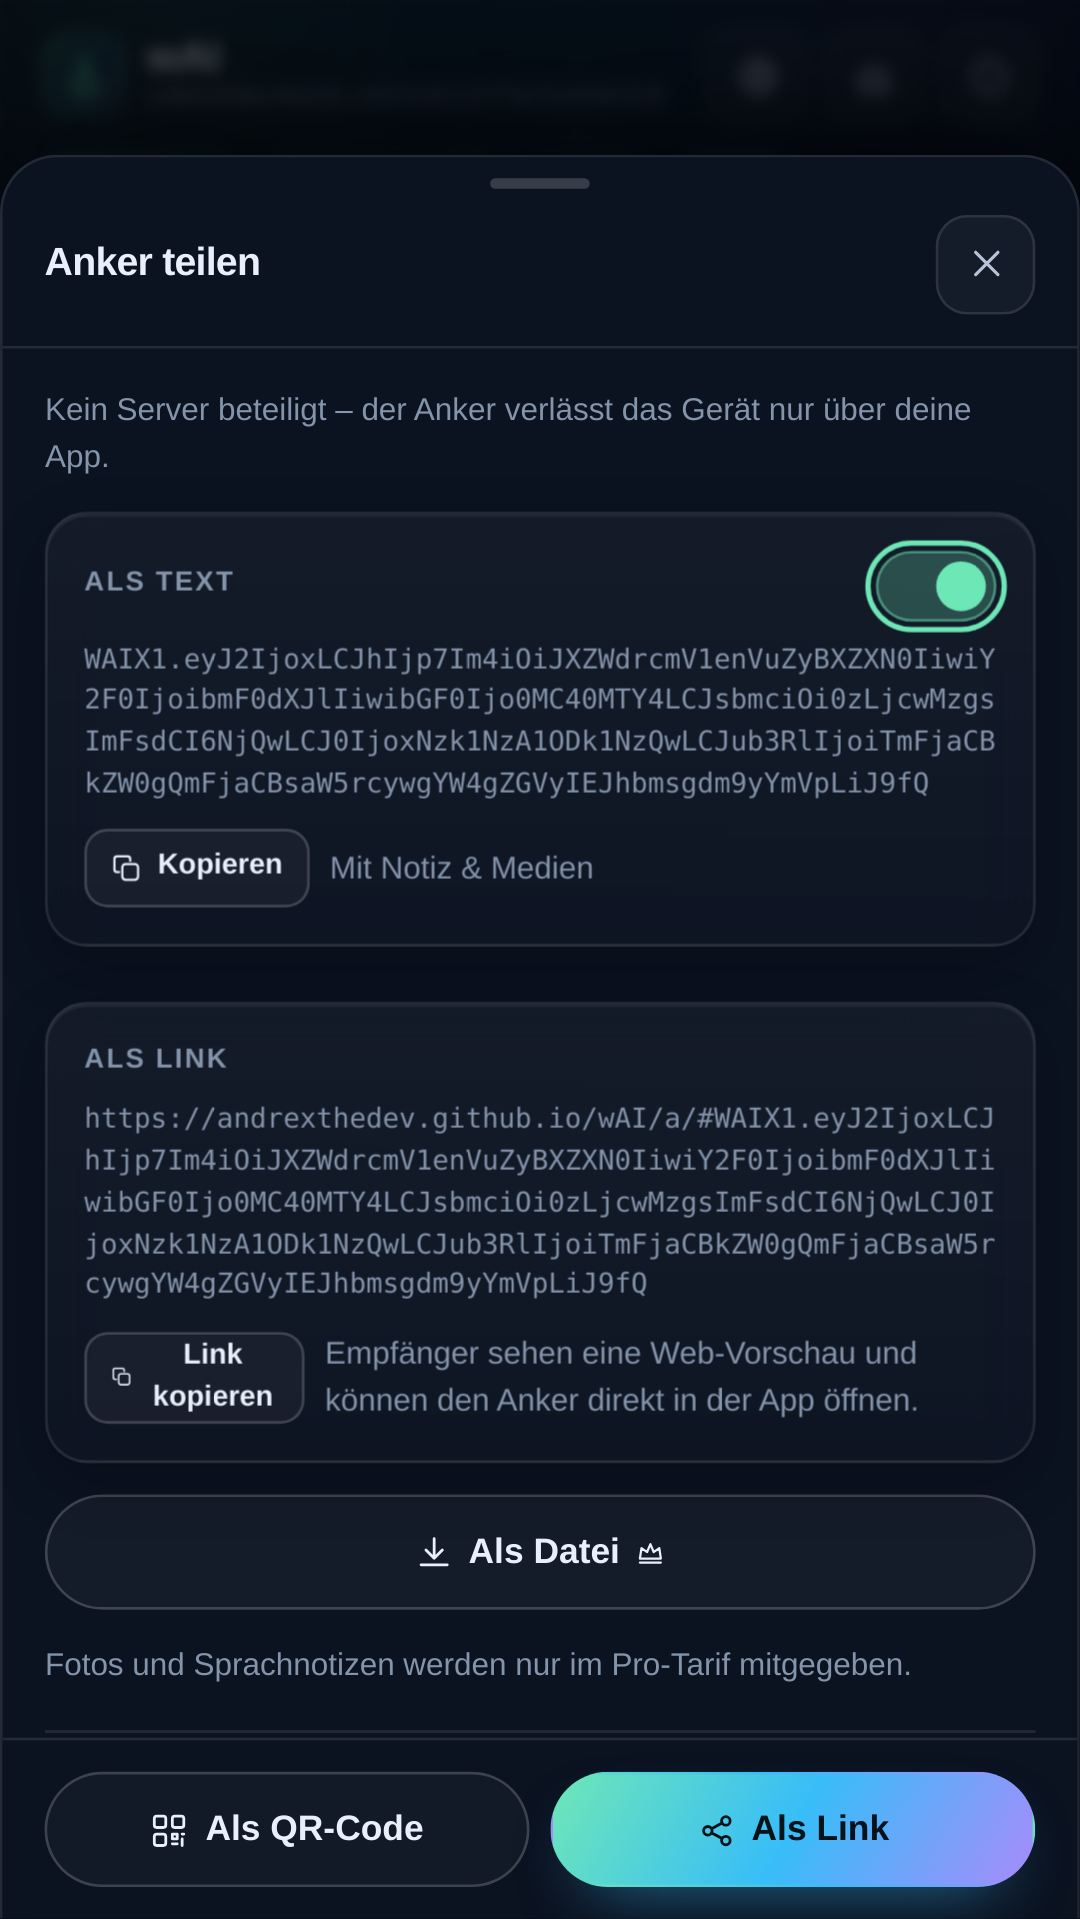 Anker teilen
Kein Server beteiligt – der Anker verlässt das Gerät nur über deine
App.
ALS TEXT
WAIX1.eyJ2IjoxLCJhIjp7Im4iOiJXZWdrcmV1enVuZyBXZXN0IiwiY
2F0IjoibmF0dXJlIiwibGF0Ijo0MC40MTY4LCJsbmciOi0zLjcwMzgs
ImFsdCI6NjQwLCJ0IjoxNzk1NzA1ODk1NzQwLCJub3RlIjoiTmFjaCB
kZW0gQmFjaCBsaW5rcywgYW4gZGVyIEJhbmsgdm9yYmVpLiJ9fQ
Kopieren
Mit Notiz & Medien
ALS LINK
https://andrexthedev.github.io/wAI/a/#WAIX1.eyJ2IjoxLCJ
hIjp7Im4iOiJXZWdrcmV1enVuZyBXZXN0IiwiY2F0IjoibmF0dXJlIi
wibGF0Ijo0MC40MTY4LCJsbmciOi0zLjcwMzgsImFsdCI6NjQwLCJ0I
joxNzk1NzA1ODk1NzQwLCJub3RlIjoiTmFjaCBkZW0gQmFjaCBsaW5r
cywgYW4gZGVyIEJhbmsgdm9yYmVpLiJ9fQ
Link
kopieren
Empfänger sehen eine Web-Vorschau und
können den Anker direkt in der App öffnen.
Als Datei
Fotos und Sprachnotizen werden nur im Pro-Tarif mitgegeben.
Als QR-Code
Als Link